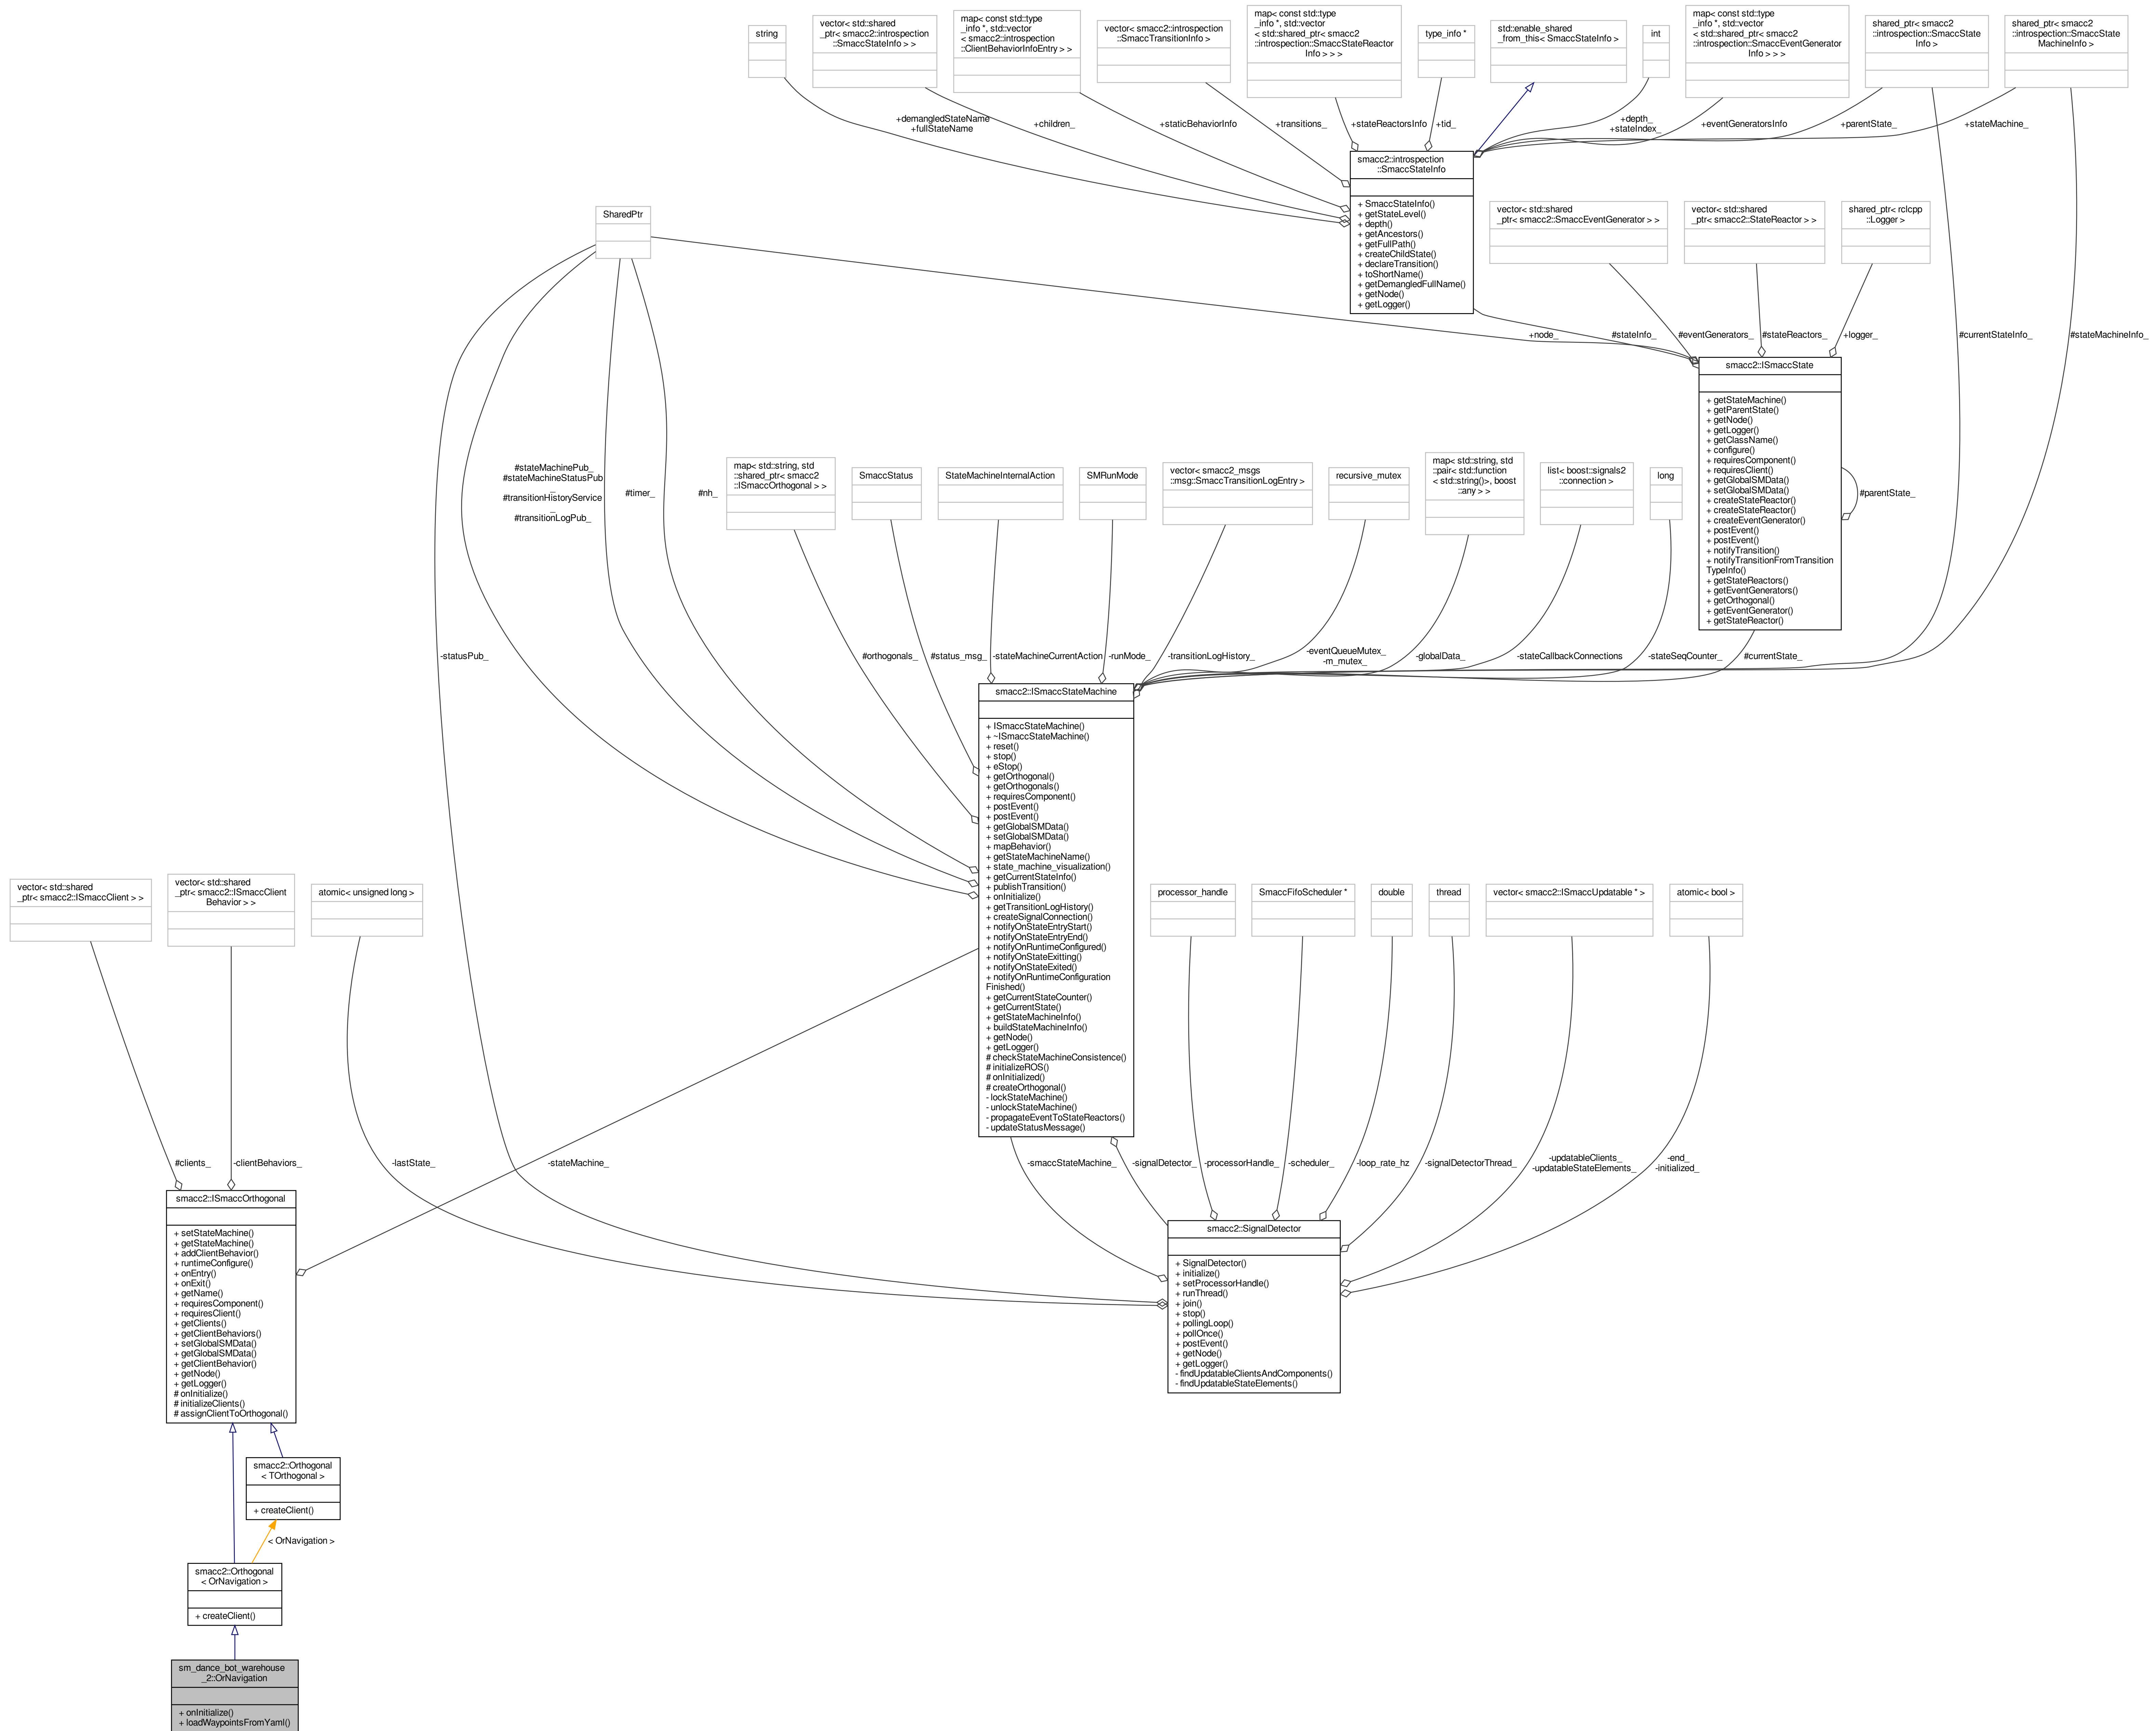 string
vector< std::shared
_ptr< smacc2::introspection
::SmaccStateInfo > >
map< const std::type
_info *, std::vector
< smacc2::introspection
::ClientBehaviorInfoEntry > >
vector< smacc2::introspection
::SmaccTransitionInfo >
map< const std::type
_info *, std::vector
< std::shared_ptr< smacc2
::introspection::SmaccStateReactor
Info > > >
type_info *
std::enable_shared
_from_this< SmaccStateInfo >
int
map< const std::type
_info *, std::vector
< std::shared_ptr< smacc2
::introspection::SmaccEventGenerator
Info > > >
shared_ptr< smacc2
::introspection::SmaccState
Info >
shared_ptr< smacc2
::introspection::SmaccState
MachineInfo >
+demangledStateName
+fullStateName
+children_
+staticBehaviorInfo
+transitions_
+stateReactorsInfo
+tid_
+depth_
+stateIndex_
+eventGeneratorsInfo
+parentState_
+stateMachine_
smacc2::introspection
::SmaccStateInfo
+ SmaccStateInfo()
+ getStateLevel()
+ depth()
+ getAncestors()
+ getFullPath()
+ createChildState()
+ declareTransition()
+ toShortName()
+ getDemangledFullName()
+ getNode()
+ getLogger()
SharedPtr
vector< std::shared
_ptr< smacc2::SmaccEventGenerator > >
vector< std::shared
_ptr< smacc2::StateReactor > >
shared_ptr< rclcpp
::Logger >
+node_
#stateInfo_
#eventGenerators_
#stateReactors_
+logger_
#currentStateInfo_
#stateMachineInfo_
smacc2::ISmaccState
+ getStateMachine()
+ getParentState()
+ getNode()
+ getLogger()
+ getClassName()
+ configure()
+ requiresComponent()
+ requiresClient()
+ getGlobalSMData()
+ setGlobalSMData()
+ createStateReactor()
+ createStateReactor()
+ createEventGenerator()
+ postEvent()
+ postEvent()
+ notifyTransition()
+ notifyTransitionFromTransition
TypeInfo()
+ getStateReactors()
+ getEventGenerators()
+ getOrthogonal()
+ getEventGenerator()
+ getStateReactor()
#parentState_
#stateMachinePub_
#stateMachineStatusPub
_
#transitionHistoryService
_
#transitionLogPub_
#timer_
#nh_
map< std::string, std
::shared_ptr< smacc2
::ISmaccOrthogonal > >
SmaccStatus
StateMachineInternalAction
SMRunMode
vector< smacc2_msgs
::msg::SmaccTransitionLogEntry >
recursive_mutex
map< std::string, std
::pair< std::function
< std::string()>, boost
::any > >
list< boost::signals2
::connection >
long
-statusPub_
#orthogonals_
#status_msg_
-stateMachineCurrentAction
-runMode_
-transitionLogHistory_
-eventQueueMutex_
-m_mutex_
-globalData_
-stateCallbackConnections
-stateSeqCounter_
#currentState_
smacc2::ISmaccStateMachine
+ ISmaccStateMachine()
+ ~ISmaccStateMachine()
+ reset()
+ stop()
+ eStop()
+ getOrthogonal()
+ getOrthogonals()
+ requiresComponent()
+ postEvent()
+ postEvent()
+ getGlobalSMData()
+ setGlobalSMData()
+ mapBehavior()
+ getStateMachineName()
+ state_machine_visualization()
+ getCurrentStateInfo()
+ publishTransition()
+ onInitialize()
+ getTransitionLogHistory()
+ createSignalConnection()
+ notifyOnStateEntryStart()
+ notifyOnStateEntryEnd()
+ notifyOnRuntimeConfigured()
+ notifyOnStateExitting()
+ notifyOnStateExited()
+ notifyOnRuntimeConfiguration
Finished()
+ getCurrentStateCounter()
+ getCurrentState()
+ getStateMachineInfo()
+ buildStateMachineInfo()
+ getNode()
+ getLogger()
# checkStateMachineConsistence()
# initializeROS()
# onInitialized()
# createOrthogonal()
- lockStateMachine()
- unlockStateMachine()
- propagateEventToStateReactors()
- updateStatusMessage()
vector< std::shared
_ptr< smacc2::ISmaccClient > >
vector< std::shared
_ptr< smacc2::ISmaccClient
Behavior > >
atomic< unsigned long >
processor_handle
SmaccFifoScheduler *
double
thread
vector< smacc2::ISmaccUpdatable * >
atomic< bool >
#clients_
-clientBehaviors_
-lastState_
-stateMachine_
-smaccStateMachine_
-signalDetector_
-processorHandle_
-scheduler_
-loop_rate_hz
-signalDetectorThread_
-updatableClients_
-updatableStateElements_
-end_
-initialized_
smacc2::ISmaccOrthogonal
+ setStateMachine()
+ getStateMachine()
+ addClientBehavior()
+ runtimeConfigure()
+ onEntry()
+ onExit()
+ getName()
+ requiresComponent()
+ requiresClient()
+ getClients()
+ getClientBehaviors()
+ setGlobalSMData()
+ getGlobalSMData()
+ getClientBehavior()
+ getNode()
+ getLogger()
# onInitialize()
# initializeClients()
# assignClientToOrthogonal()
smacc2::SignalDetector
+ SignalDetector()
+ initialize()
+ setProcessorHandle()
+ runThread()
+ join()
+ stop()
+ pollingLoop()
+ pollOnce()
+ postEvent()
+ getNode()
+ getLogger()
- findUpdatableClientsAndComponents()
- findUpdatableStateElements()
smacc2::Orthogonal
< TOrthogonal >
+ createClient()
< OrNavigation >
smacc2::Orthogonal
< OrNavigation >
+ createClient()
sm_dance_bot_warehouse
_2::OrNavigation
+ onInitialize()
+ loadWaypointsFromYaml()